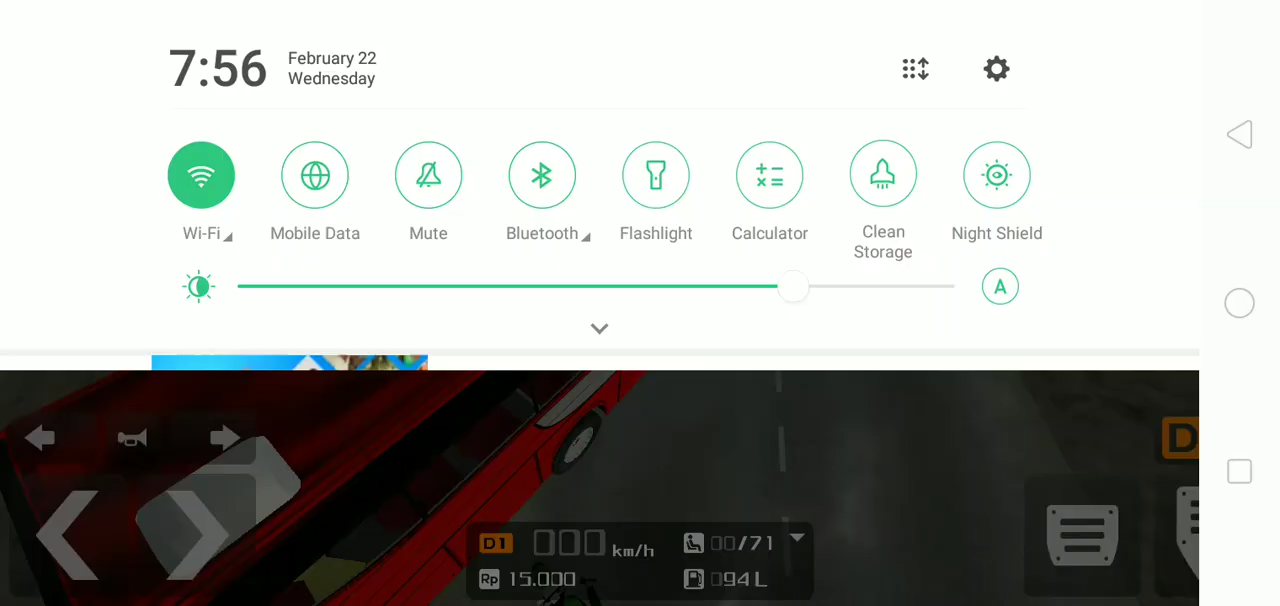 7:56
February 22
Wednesday
Wi-Fi
Mobile Data
Mute
Bluetooth
Flashlight
Calculator
Clean
Storage
Night Shield
A
D
D1 000 km/h 00/71
Rp 15.000 094 L